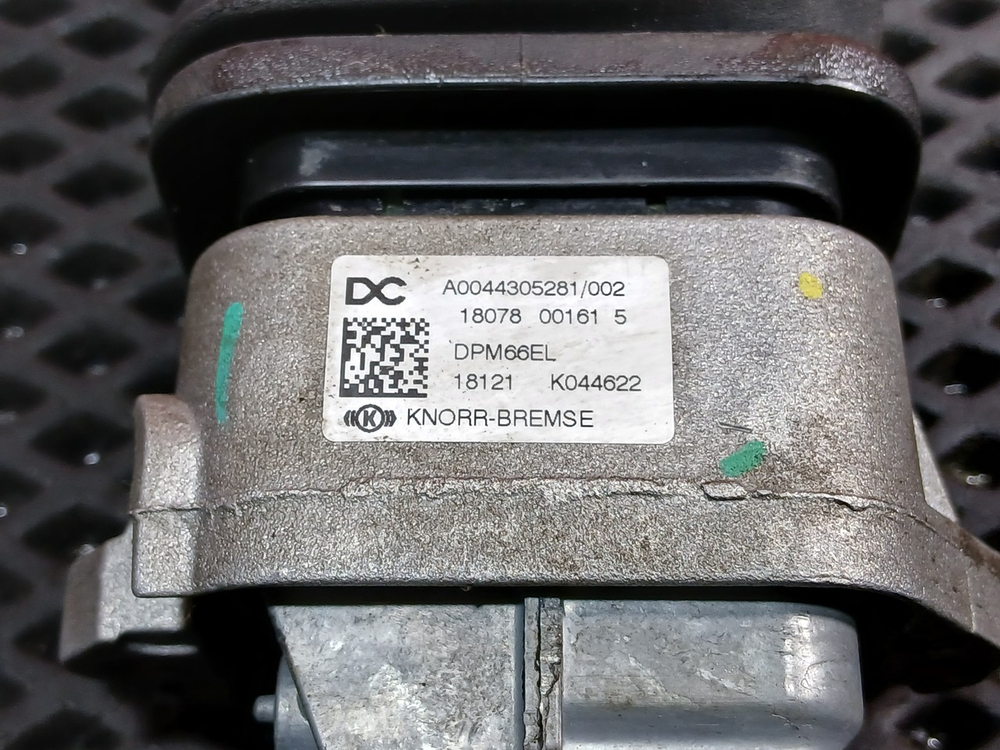 DC A0044305281/002
18078 00161 5
DPM66EL
18121 K044622
((K)) KNORR-BREMSE